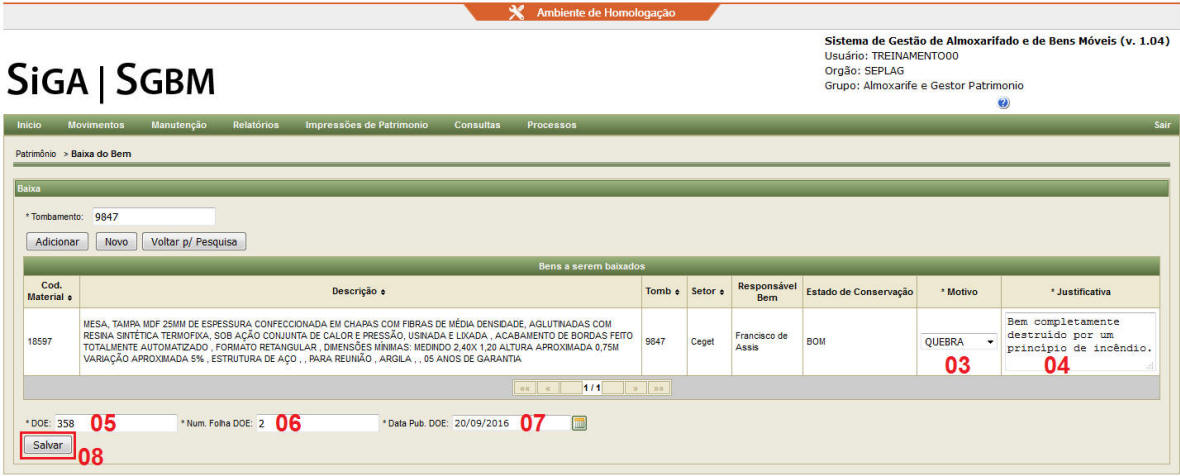 Ambiente de Homologação
Sistema de Gestão de Almoxarifado e de Bens Móveis (v. 1.04)
Usuário: TREINAMENTO00
Orgão: SEPLAG
Grupo: Almoxarife e Gestor Patrimonio
SiGA | SGBM
Inicio Movimentos Manutenção Relatórios Impressões de Patrimonio Consultas Processos Sair
Patrimônio > Baixa do Bem
Baixa
* Tombamento: 9847
Adicionar Novo Voltar p/ Pesquisa
Bens a serem baixados
Cod. Material Descrição Tomb Setor Responsável Bem Estado de Conservação * Motivo * Justificativa
18597
MESA, TAMPA MDF 25MM DE ESPESSURA CONFECCIONADA EM CHAPAS COM FIBRAS DE MÉDIA DENSIDADE, AGLUTINADAS COM
RESINA SINTÉTICA TERMOFIXA, SOB AÇÃO CONJUNTA DE CALOR E PRESSÃO, USINADA E LIXADA , ACABAMENTO DE BORDAS FEITO
TOTALMENTE AUTOMATIZADO , FORMATO RETANGULAR , DIMENSÕES MÍNIMAS: MEDINDO 2,40X 1,20 ALTURA APROXIMADA 0,75M
VARIAÇÃO APROXIMADA 5% , ESTRUTURA DE AÇO , , PARA REUNIÃO , ARGILA , , 05 ANOS DE GARANTIA
9847
Ceget
Francisco de
Assis
BOM
QUEBRA
03
Bem completamente
destruído por um
princípio de incêndio.
04
«« « 1 / 1 » »»
* DOE: 358 05 * Num. Folha DOE: 2 06 * Data Pub. DOE: 20/09/2016 07
Salvar
08